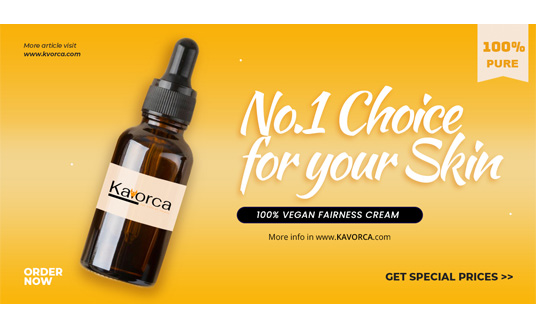 More article visit
www.kvorca.com
100%
PURE
No.1 Choice
for your Skin
Kavorca
100% VEGAN FAIRNESS CREAM
More info in www.KAVORCA.com
ORDER
NOW
GET SPECIAL PRICES >>